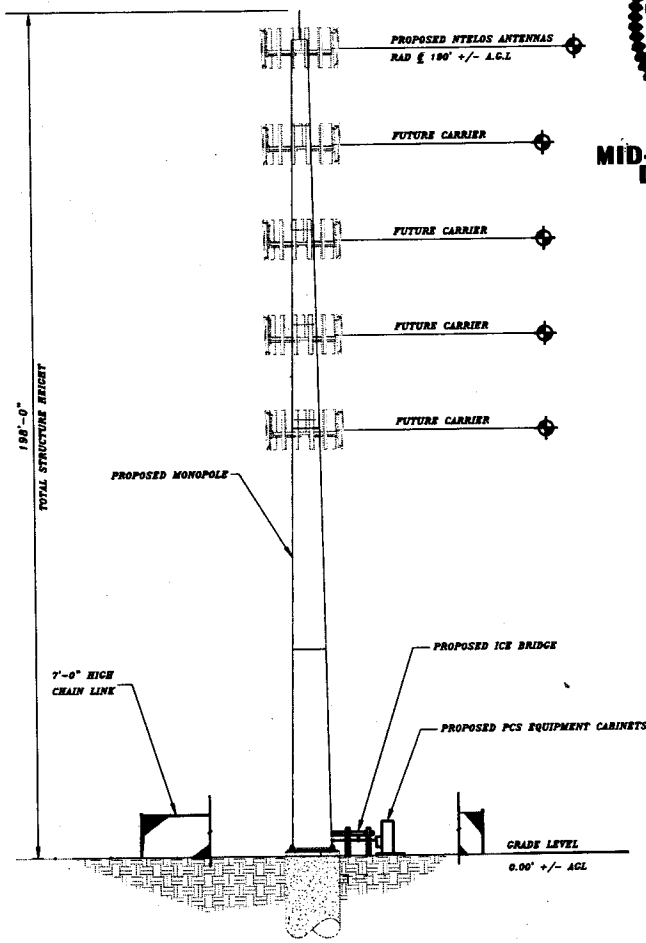 PROPOSED NTELOS ANTENNAS
RAD ℄ 190' +/- A.G.L
FUTURE CARRIER
MID-
FUTURE CARRIER
FUTURE CARRIER
FUTURE CARRIER
198'-0"
TOTAL STRUCTURE HEIGHT
PROPOSED MONOPOLE
PROPOSED ICE BRIDGE
7'-0" HIGH
CHAIN LINK
PROPOSED PCS EQUIPMENT CABINETS
GRADE LEVEL
0.00' +/- AGL